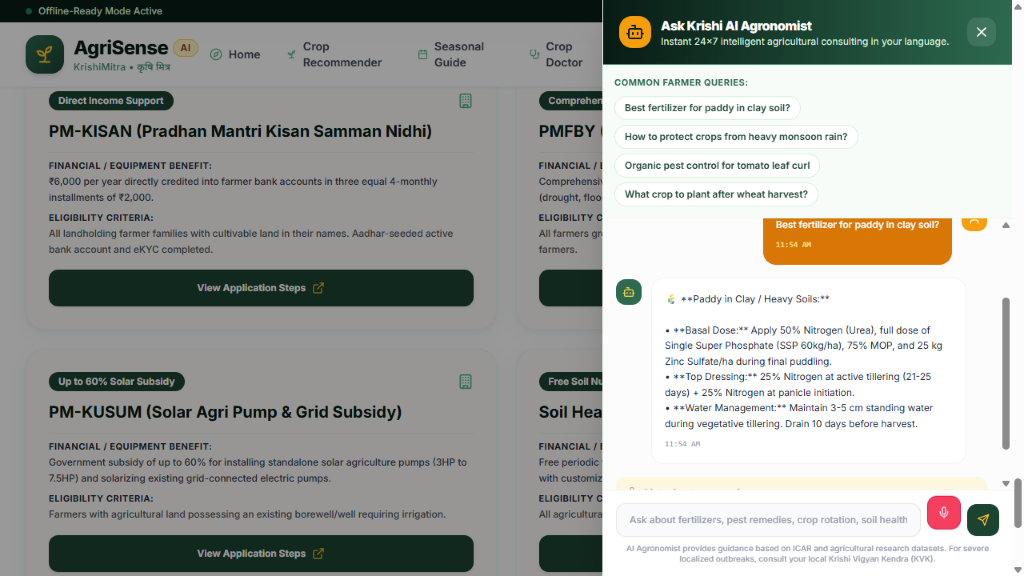 Offline-Ready Mode Active
AgriSense AI
KrishiMitra • कृषि मित्र
Home
Crop Recommender
Seasonal Guide
Crop Doctor
Direct Income Support
PM-KISAN (Pradhan Mantri Kisan Samman Nidhi)
FINANCIAL / EQUIPMENT BENEFIT:
₹6,000 per year directly credited into farmer bank accounts in three equal 4-monthly
installments of ₹2,000.
ELIGIBILITY CRITERIA:
All landholding farmer families with cultivable land in their names. Aadhar-seeded active
bank account and eKYC completed.
View Application Steps
Comprehen
PMFBY (
FINANCIAL /
Comprehensiv
(drought, floo
ELIGIBILITY C
All farmers gr
farmers.
Up to 60% Solar Subsidy
PM-KUSUM (Solar Agri Pump & Grid Subsidy)
FINANCIAL / EQUIPMENT BENEFIT:
Government subsidy of up to 60% for installing standalone solar agriculture pumps (3HP to
7.5HP) and solarizing existing grid-connected electric pumps.
ELIGIBILITY CRITERIA:
Farmers with agricultural land possessing an existing borewell/well requiring irrigation.
View Application Steps
Free Soil Nu
Soil Hea
FINANCIAL /
Free periodic
with customiz
ELIGIBILITY C
All agricultura
Ask Krishi AI Agronomist
Instant 24×7 intelligent agricultural consulting in your language.
COMMON FARMER QUERIES:
Best fertilizer for paddy in clay soil?
How to protect crops from heavy monsoon rain?
Organic pest control for tomato leaf curl
What crop to plant after wheat harvest?
Best fertilizer for paddy in clay soil?
11:54 AM
**Paddy in Clay / Heavy Soils:**
• **Basal Dose:** Apply 50% Nitrogen (Urea), full dose of
Single Super Phosphate (SSP 60kg/ha), 75% MOP, and 25 kg
Zinc Sulfate/ha during final puddling.
• **Top Dressing:** 25% Nitrogen at active tillering (21-25
days) + 25% Nitrogen at panicle initiation.
• **Water Management:** Maintain 3-5 cm standing water
during vegetative tillering. Drain 10 days before harvest.
11:54 AM
Ask about fertilizers, pest remedies, crop rotation, soil health
AI Agronomist provides guidance based on ICAR and agricultural research datasets. For severe
localized outbreaks, consult your local Krishi Vigyan Kendra (KVK).